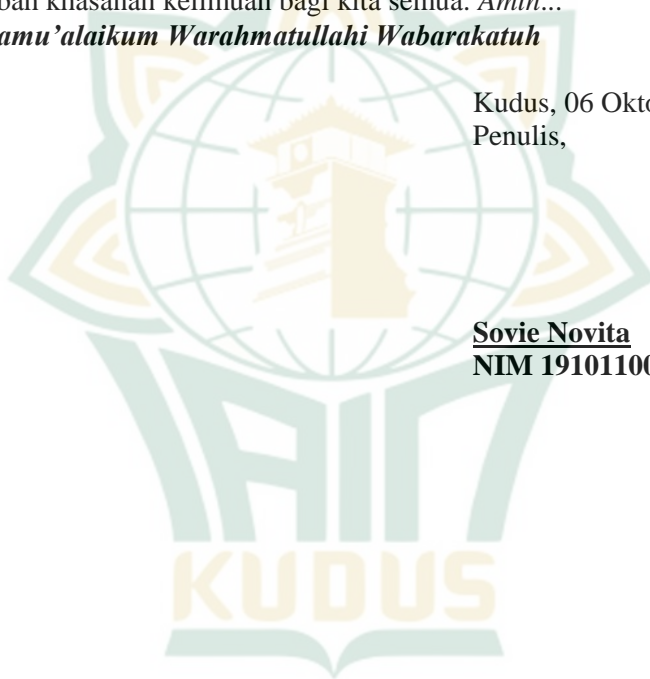 bah khasanah keilmuan bagi kita semua. Amin...
amu’alaikum Warahmatullahi Wabarakatuh
Kudus, 06 Okto
Penulis,
Sovie Novita
NIM 19101100
IAIN
KUDUS